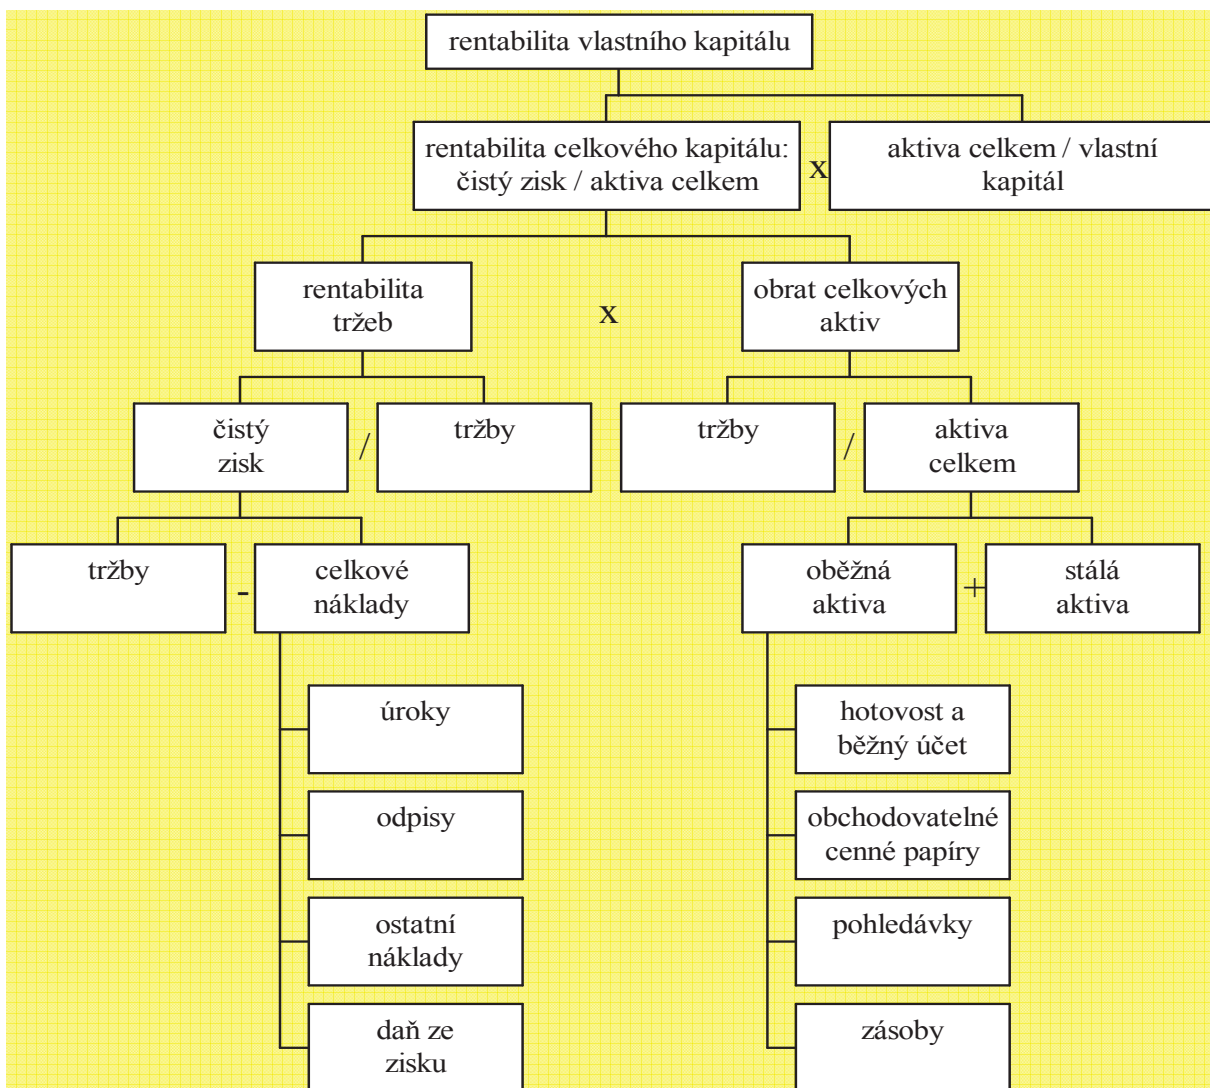 rentabilita vlastního kapitálu
rentabilita celkového kapitálu:
čistý zisk / aktiva celkem
x
aktiva celkem / vlastní
kapitál
rentabilita
tržeb
x
obrat celkových
aktiv
čistý
zisk
/
tržby
tržby
/
aktiva
celkem
tržby
-
celkové
náklady
oběžná
aktiva
+
stálá
aktiva
úroky
odpisy
ostatní
náklady
daň ze
zisku
hotovost a
běžný účet
obchodovatelné
cenné papíry
pohledávky
zásoby